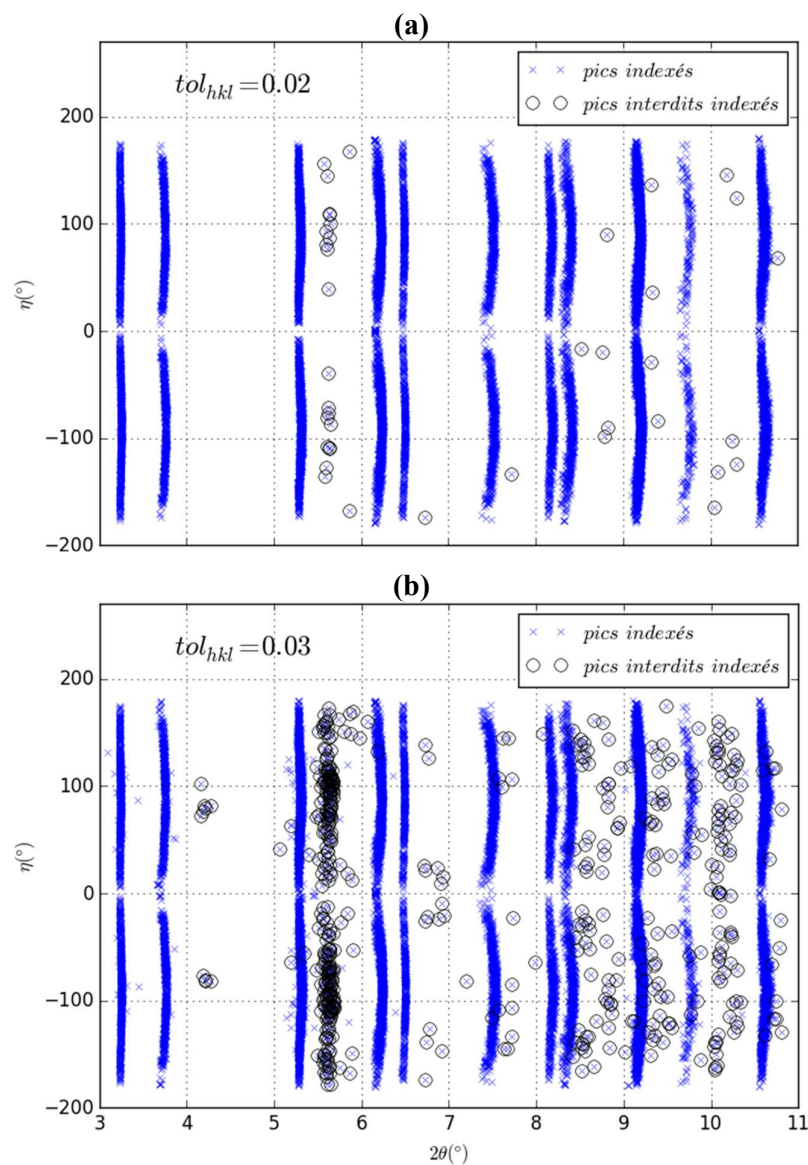 (a)
tol_hkl=0.02
pics indexés
pics interdits indexés
200
100
0
−100
−200
η(°)
(b)
tol_hkl=0.03
pics indexés
pics interdits indexés
200
100
0
−100
−200
η(°)
3 4 5 6 7 8 9 10 11
2θ(°)